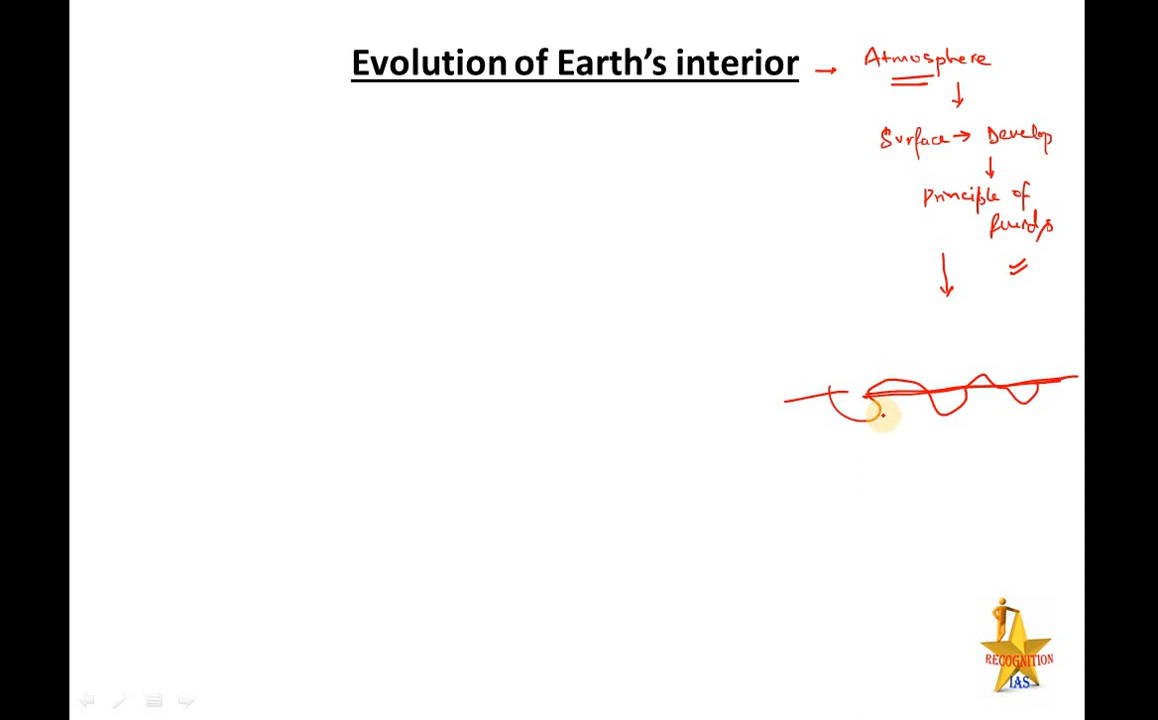 Evolution of Earth's interior → Atmosphere
Surface → Develop
Principle of
fluids
RECOGNITION
IAS